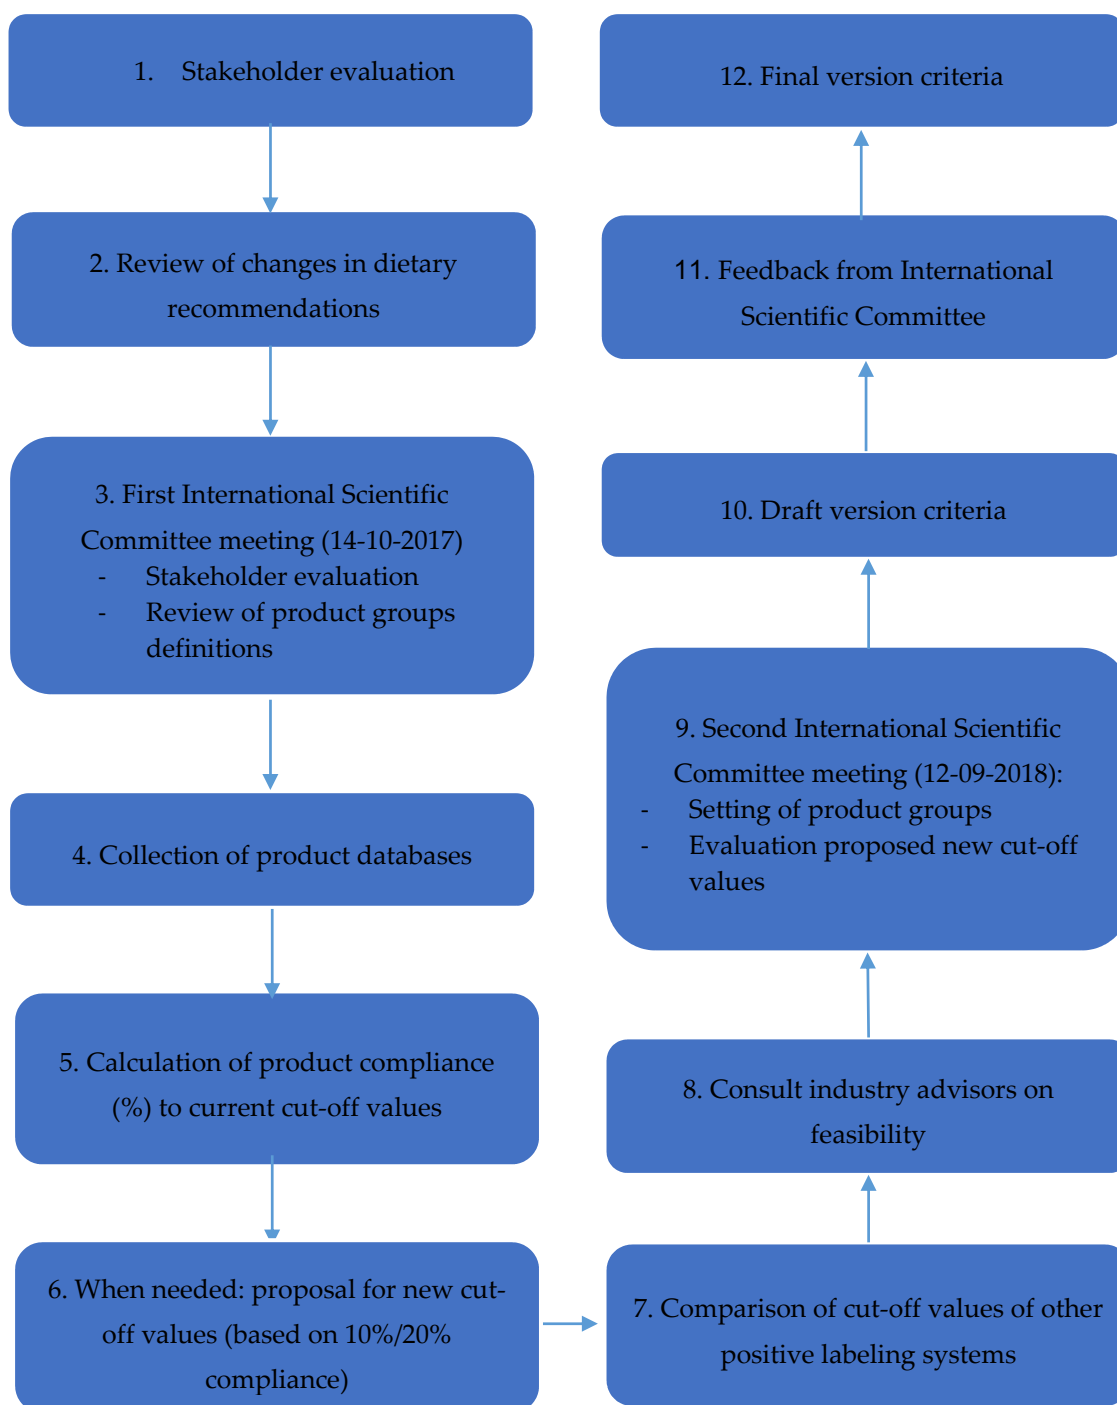 1. Stakeholder evaluation
2. Review of changes in dietary
recommendations
3. First International Scientific
Committee meeting (14-10-2017)
- Stakeholder evaluation
- Review of product groups
definitions
4. Collection of product databases
5. Calculation of product compliance
(%) to current cut-off values
6. When needed: proposal for new cut-
off values (based on 10%/20%
compliance)
7. Comparison of cut-off values of other
positive labeling systems
8. Consult industry advisors on
feasibility
9. Second International Scientific
Committee meeting (12-09-2018):
- Setting of product groups
- Evaluation proposed new cut-off
values
10. Draft version criteria
11. Feedback from International
Scientific Committee
12. Final version criteria